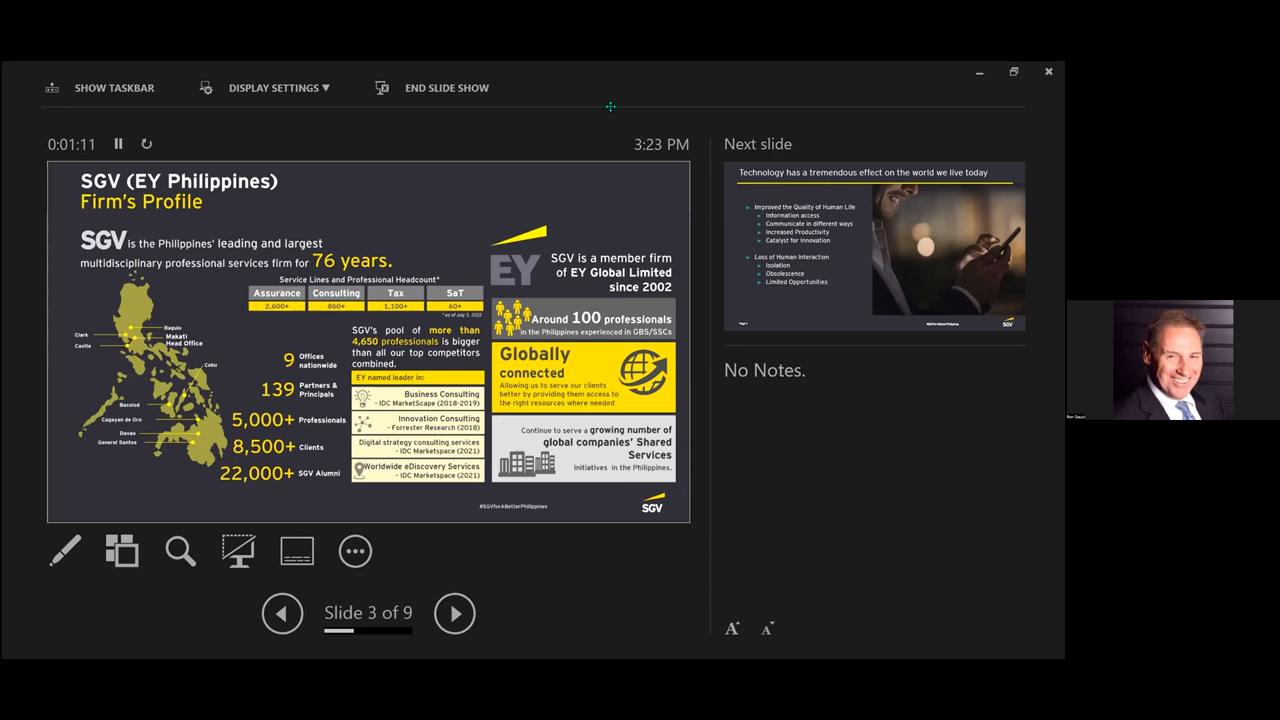 SHOW TASKBAR
DISPLAY SETTINGS ▼
END SLIDE SHOW
0:01:11
3:23 PM
SGV (EY Philippines)
Firm's Profile
SGV is the Philippines' leading and largest
multidisciplinary professional services firm for 76 years.
Service Lines and Professional Headcount*
Assurance Consulting Tax SaT
2,600+ 860+ 1,100+ 60+
* as of July 5, 2022
Baguio
Clark
Makati
Head Office
Cavite
Cebu
Bacolod
Cagayan de Oro
Davao
General Santos
9 Offices
nationwide
139 Partners &
Principals
5,000+ Professionals
8,500+ Clients
22,000+ SGV Alumni
SGV's pool of more than
4,650 professionals is bigger
than all our top competitors
combined.
EY named leader in:
Business Consulting
- IDC MarketScape (2018-2019)
Innovation Consulting
- Forrester Research (2018)
Digital strategy consulting services
- IDC Marketspace (2021)
Worldwide eDiscovery Services
- IDC Marketspace (2021)
EY
SGV is a member firm
of EY Global Limited
since 2002
Around 100 professionals
in the Philippines experienced in GBS/SSCs
Globally
connected
Allowing us to serve our clients
better by providing them access to
the right resources where needed
Continue to serve a growing number of
global companies' Shared
Services
initiatives in the Philippines.
#SGVforABetterPhilippines
SGV
Slide 3 of 9
Next slide
Technology has a tremendous effect on the world we live today
Improved the Quality of Human Life
Information access
Communicate in different ways
Increased Productivity
Catalyst for Innovation
Loss of Human Interaction
Isolation
Obsolescence
Limited Opportunities
Page 4
#SGVforABetterPhilippines
SGV
No Notes.
A A